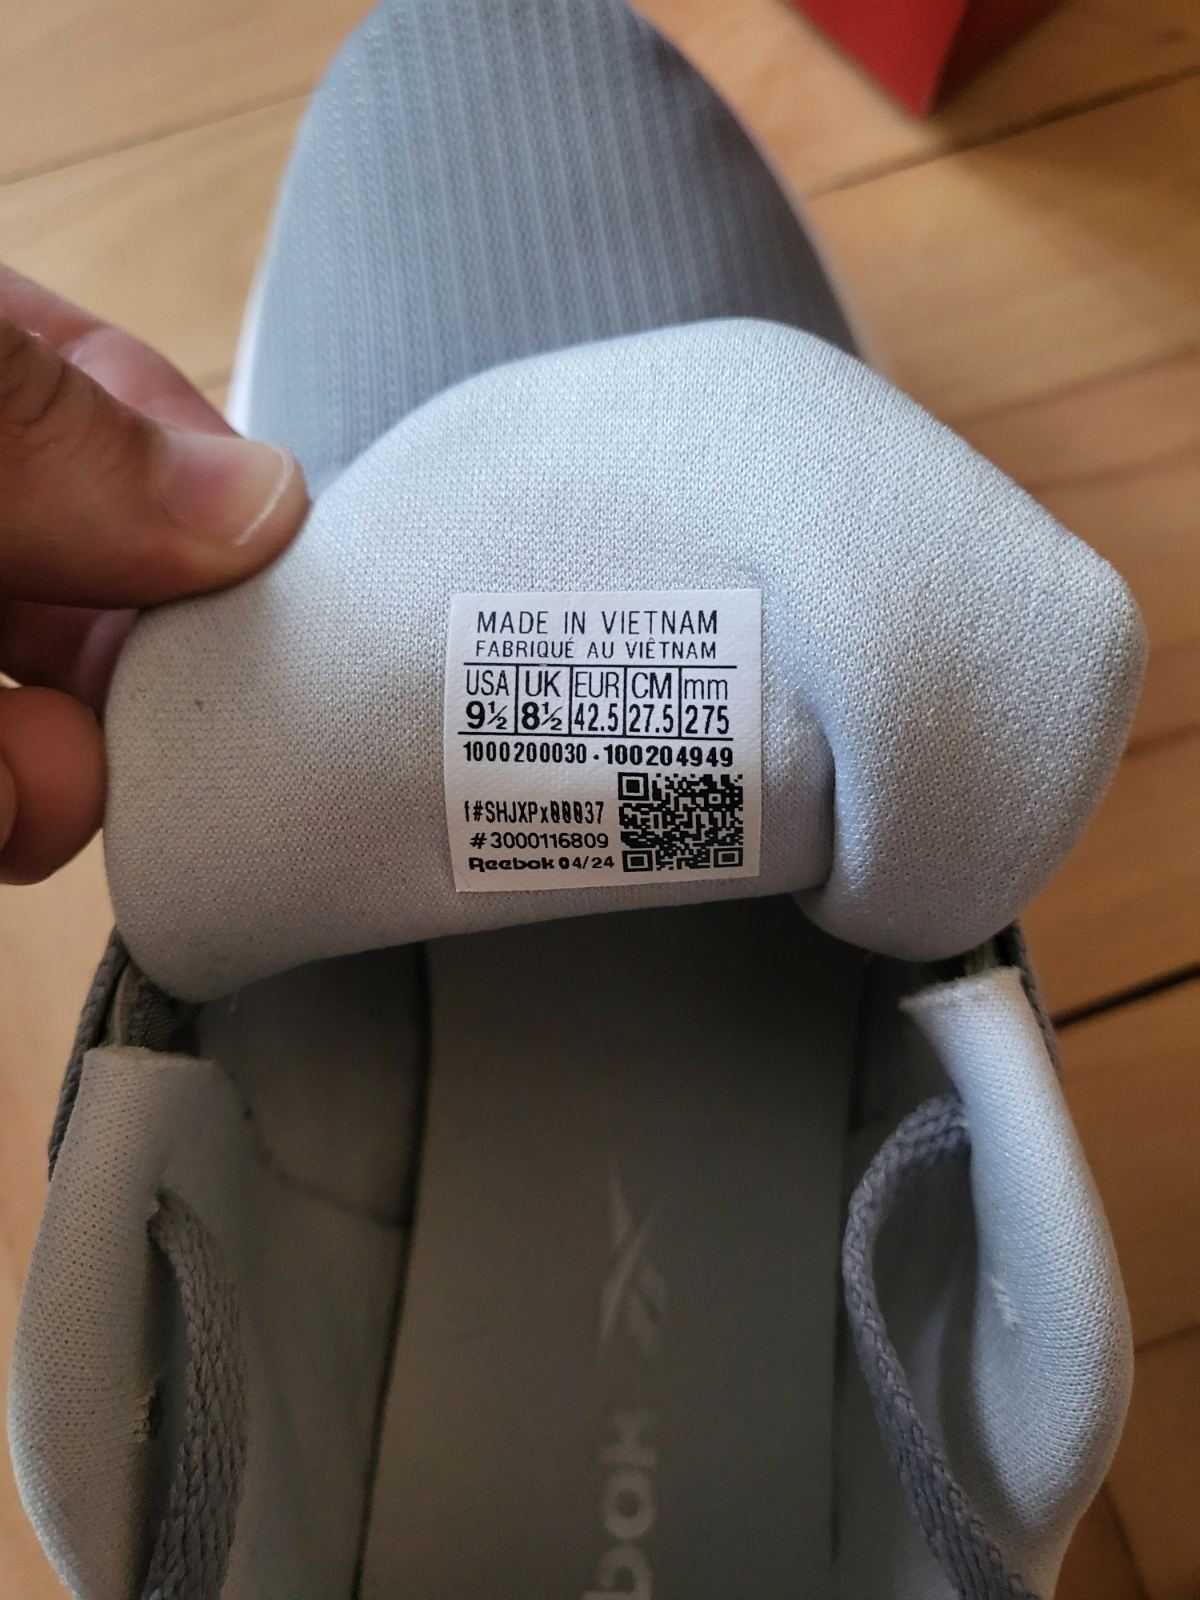 MADE IN VIETNAM
FABRIQUÉ AU VIÊTNAM
USA UK EUR CM mm
9½ 8½ 42.5 27.5 275
1000200030 · 100204949
f#SHJXPx00037
#3000116809
Reebok 04/24
bok